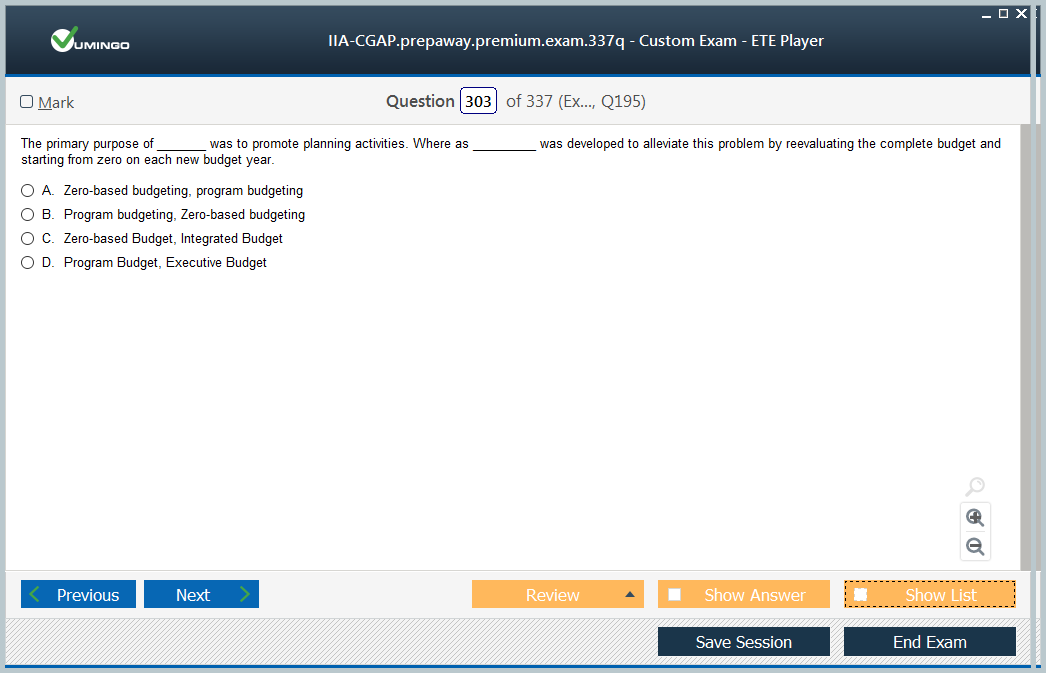 VUMINGO
IIA-CGAP.prepaway.premium.exam.337q - Custom Exam - ETE Player
Mark
Question 303 of 337 (Ex..., Q195)
The primary purpose of _______ was to promote planning activities. Where as _________ was developed to alleviate this problem by reevaluating the complete budget and
starting from zero on each new budget year.
A. Zero-based budgeting, program budgeting
B. Program budgeting, Zero-based budgeting
C. Zero-based Budget, Integrated Budget
D. Program Budget, Executive Budget
Previous Next Review Show Answer Show List
Save Session End Exam